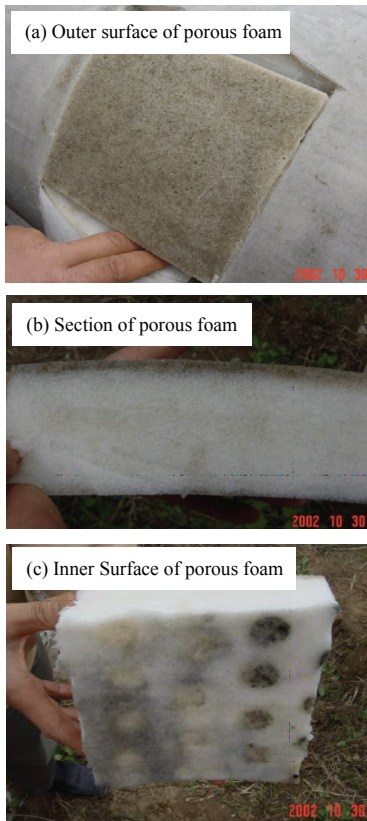 (a) Outer surface of porous foam
2002 10 30
(b) Section of porous foam
2002 10 30
(c) Inner Surface of porous foam
2002 10 30